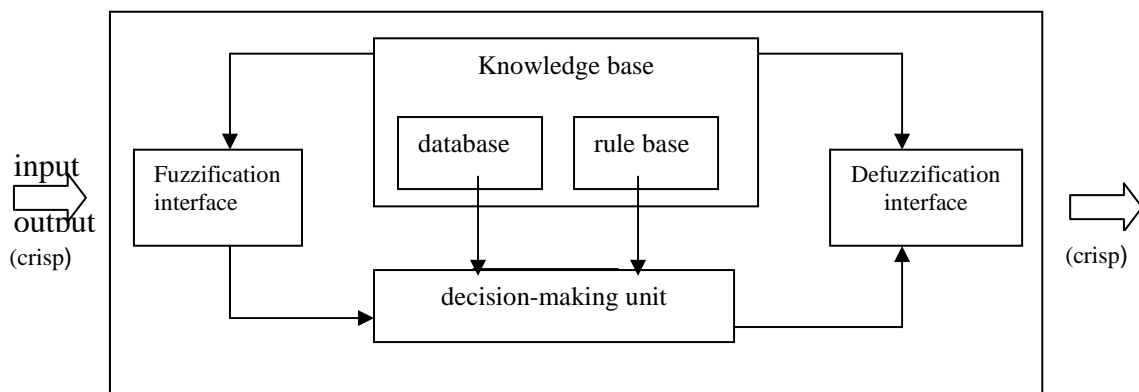 Knowledge base
database
rule base
input
output
(crisp)
Fuzzification
interface
Defuzzification
interface
(crisp)
decision-making unit